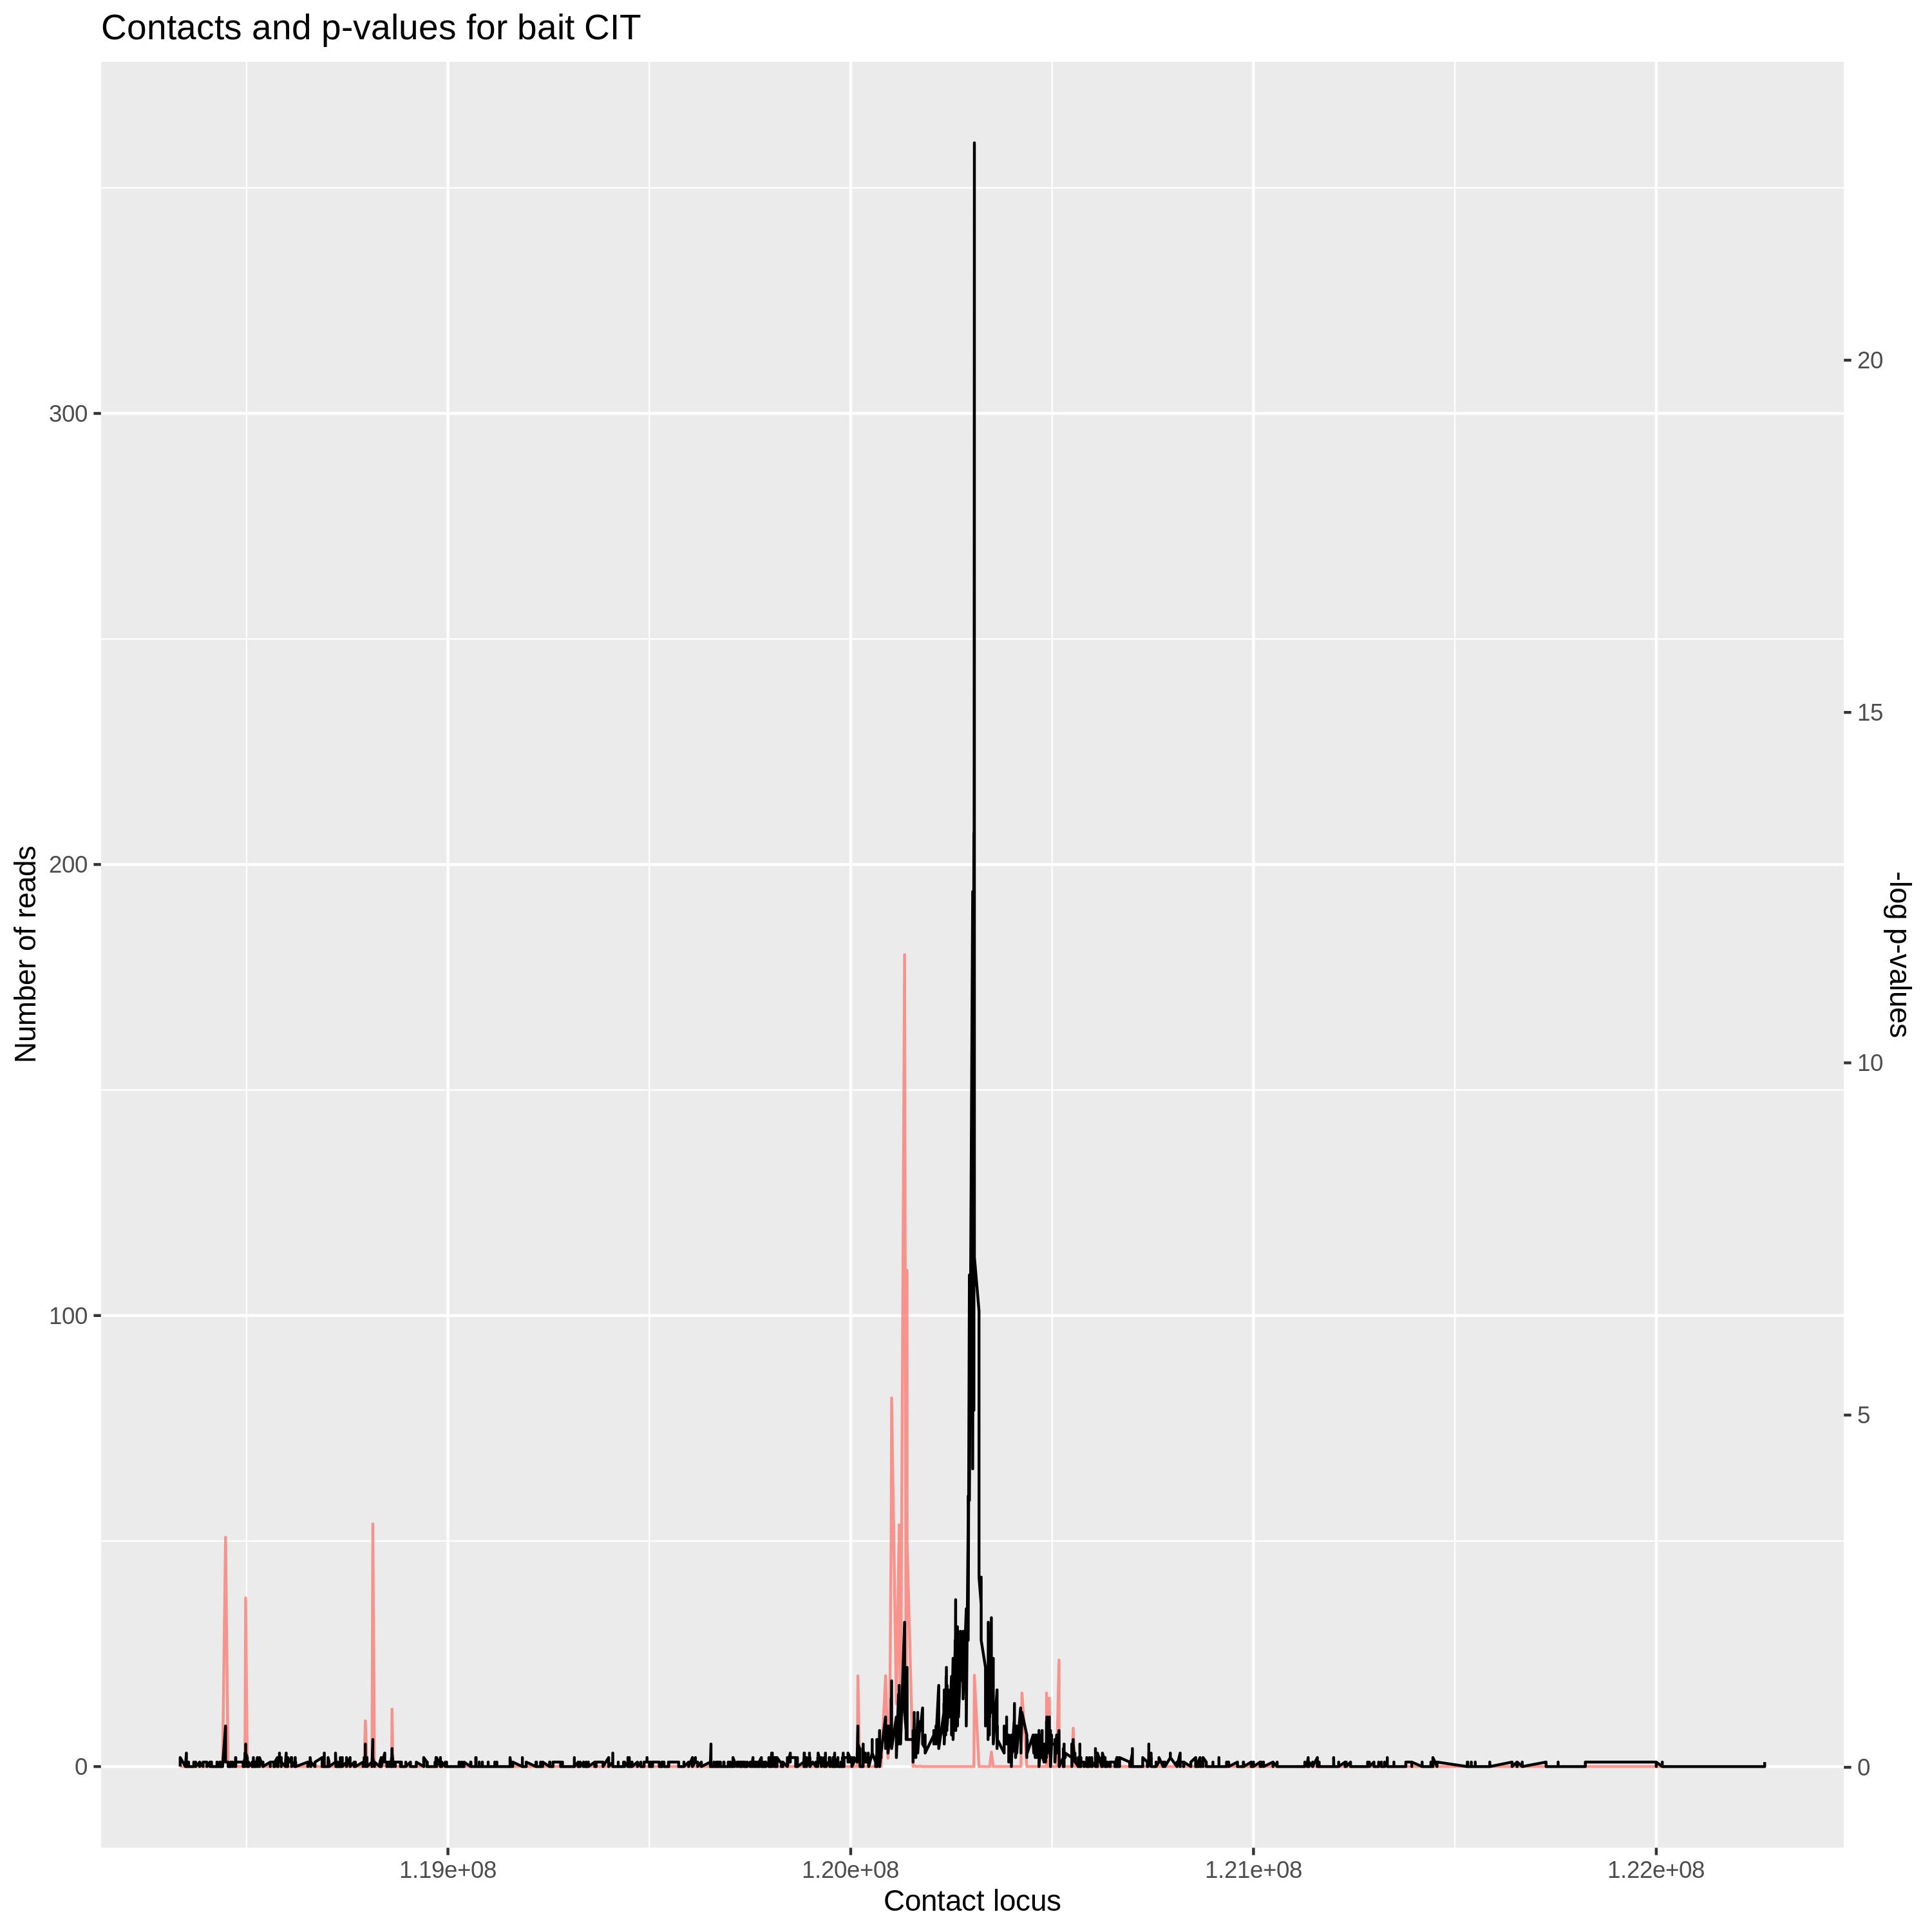 Contacts and p-values for bait CIT
300
200
100
0
Number of reads
20
15
10
5
0
-log p-values
1.19e+08 1.20e+08 1.21e+08 1.22e+08
Contact locus